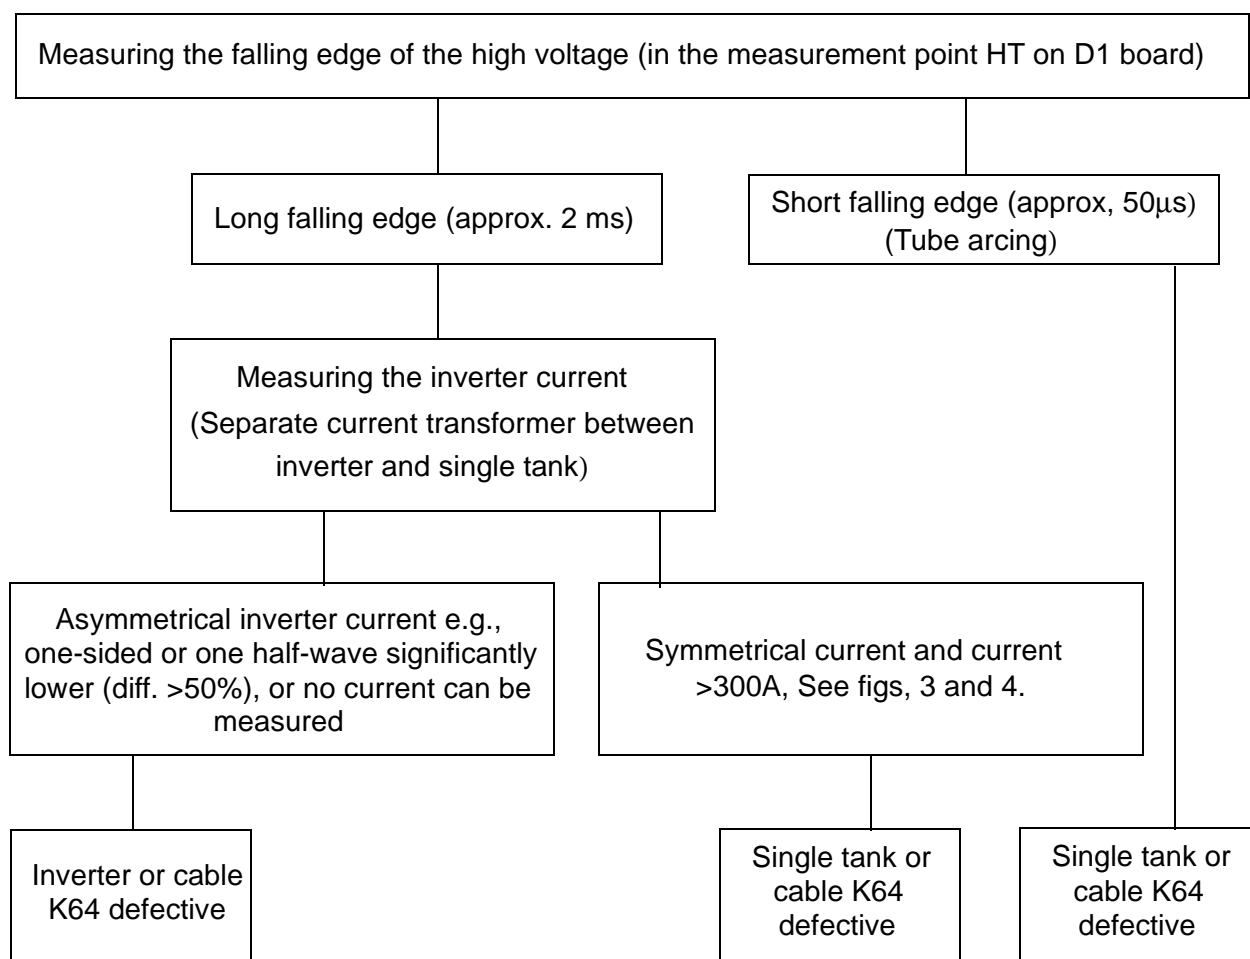 Measuring the falling edge of the high voltage (in the measurement point HT on D1 board)
Long falling edge (approx. 2 ms)
Short falling edge (approx, 50μs)
(Tube arcing)
Measuring the inverter current
(Separate current transformer between
inverter and single tank)
Asymmetrical inverter current e.g.,
one-sided or one half-wave significantly
lower (diff. >50%), or no current can be
measured
Symmetrical current and current
>300A, See figs, 3 and 4.
Inverter or cable
K64 defective
Single tank or
cable K64
defective
Single tank or
cable K64
defective